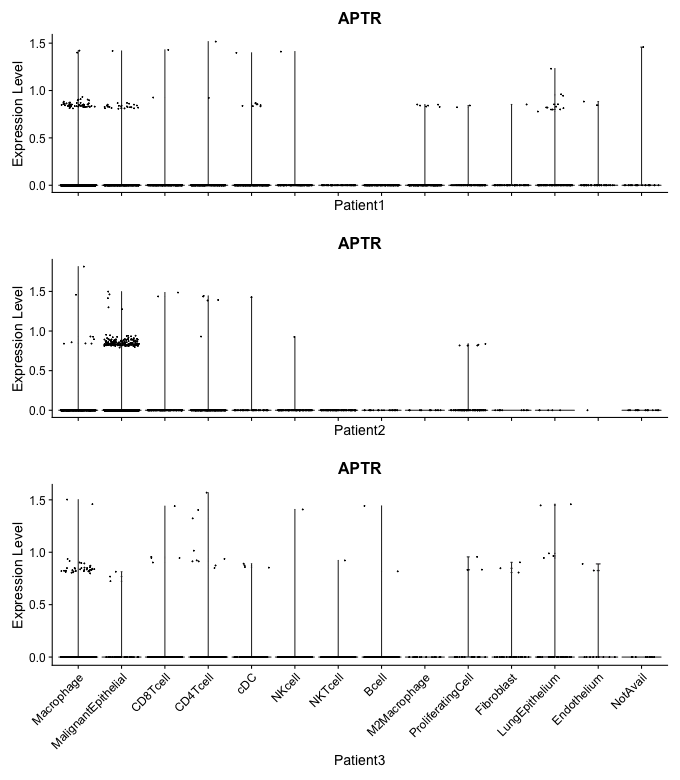 APTR
Expression Level
1.5
1.0
0.5
0.0
Patient1
APTR
Expression Level
1.5
1.0
0.5
0.0
Patient2
APTR
Expression Level
1.5
1.0
0.5
0.0
Macrophage
MalignantEpithelial
CD8Tcell
CD4Tcell
cDC
NKcell
NKTcell
Bcell
M2Macrophage
ProliferatingCell
Fibroblast
LungEpithelium
Endothelium
NotAvail
Patient3